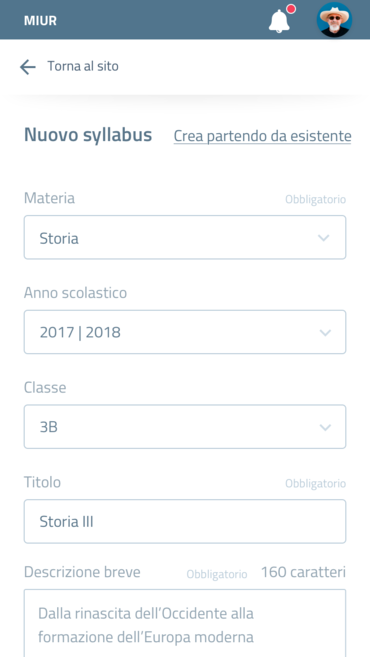 MIUR
Torna al sito
Nuovo syllabus Crea partendo da esistente
Materia Obbligatorio
Storia
Anno scolastico
2017 | 2018
Classe
3B
Titolo Obbligatorio
Storia III
Descrizione breve Obbligatorio 160 caratteri
Dalla rinascita dell'Occidente alla
formazione dell'Europa moderna